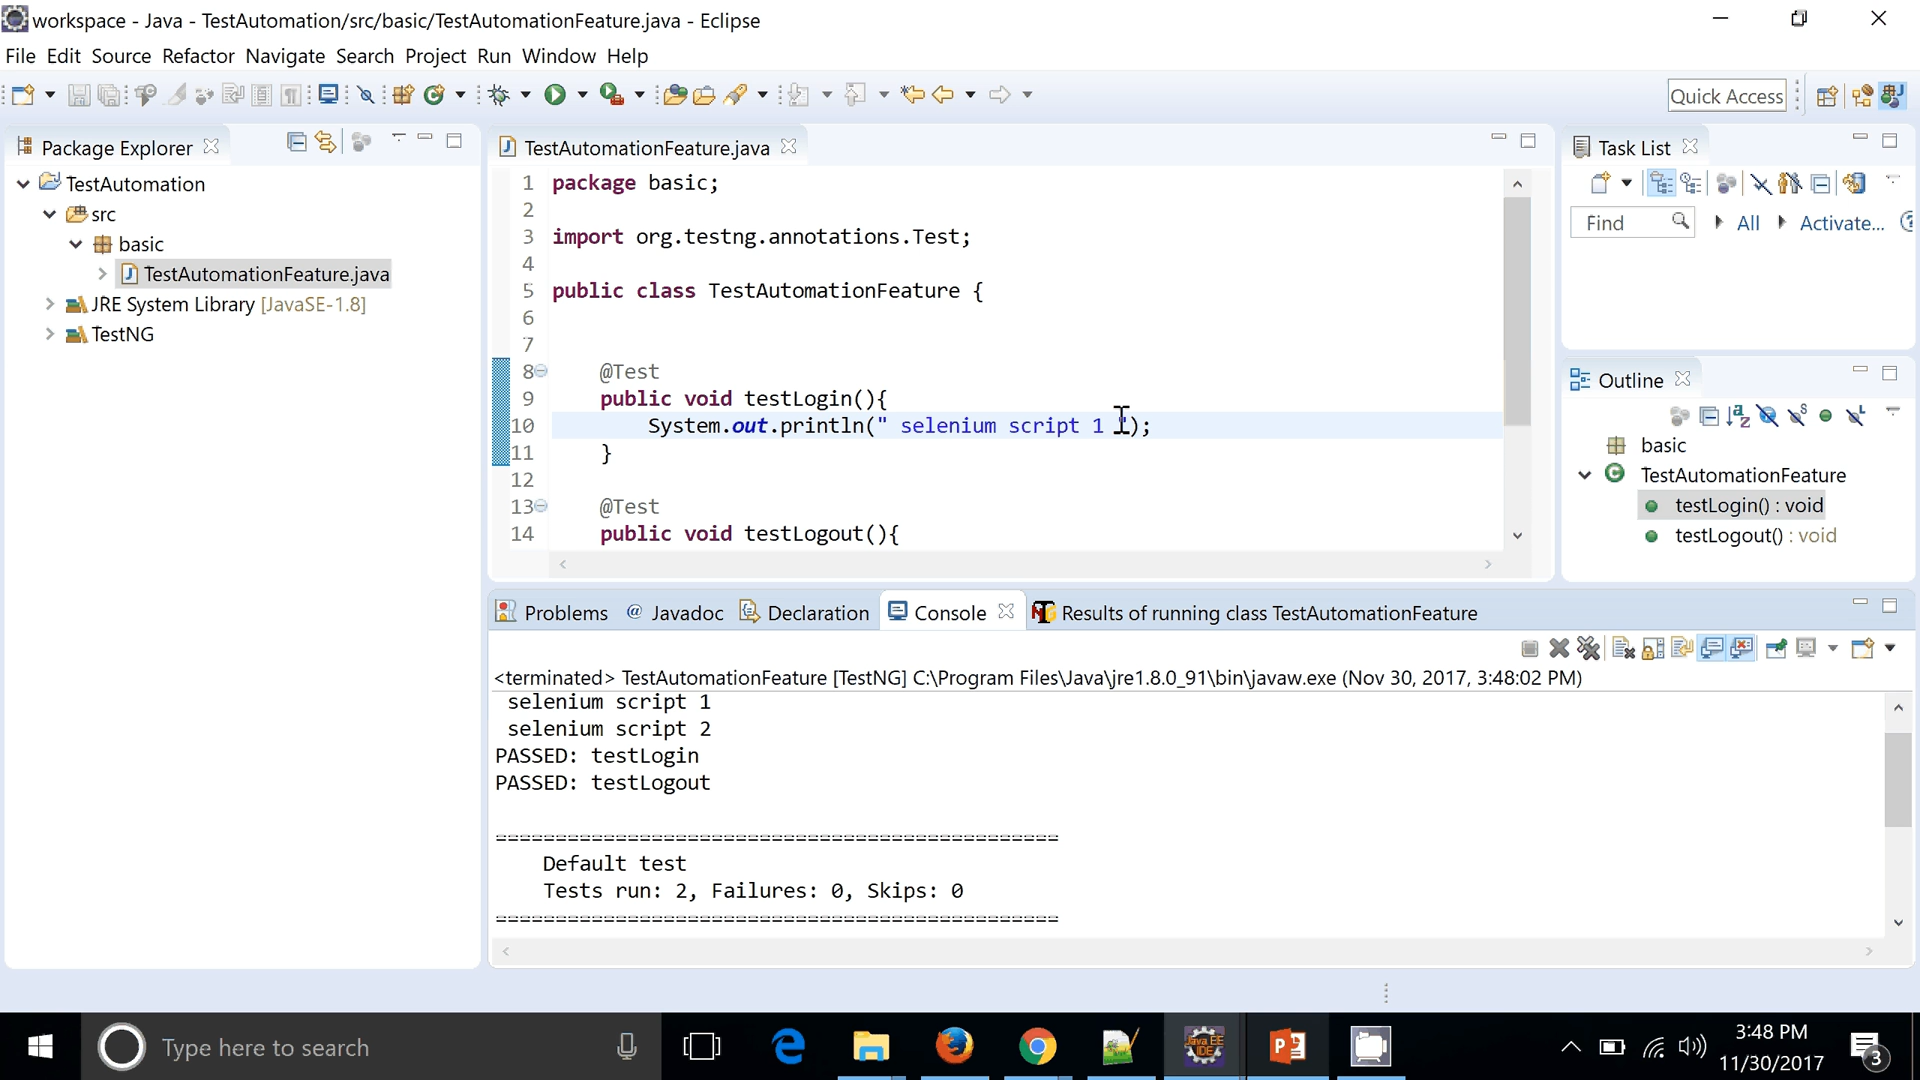 workspace - Java - TestAutomation/src/basic/TestAutomationFeature.java - Eclipse
File Edit Source Refactor Navigate Search Project Run Window Help
Quick Access
Package Explorer
TestAutomation
src
basic
TestAutomationFeature.java
JRE System Library [JavaSE-1.8]
TestNG
TestAutomationFeature.java
1 package basic;
2
3 import org.testng.annotations.Test;
4
5 public class TestAutomationFeature {
6
7
8 @Test
9 public void testLogin(){
10 System.out.println(" selenium script 1 ");
11 }
12
13 @Test
14 public void testLogout(){
Task List
Find All Activate...
Outline
basic
TestAutomationFeature
testLogin() : void
testLogout() : void
Problems @ Javadoc Declaration Console Results of running class TestAutomationFeature
<terminated> TestAutomationFeature [TestNG] C:\Program Files\Java\jre1.8.0_91\bin\javaw.exe (Nov 30, 2017, 3:48:02 PM)
selenium script 1
selenium script 2
PASSED: testLogin
PASSED: testLogout
===============================================
Default test
Tests run: 2, Failures: 0, Skips: 0
===============================================
Type here to search
Java EE
IDE
3:48 PM
11/30/2017
3